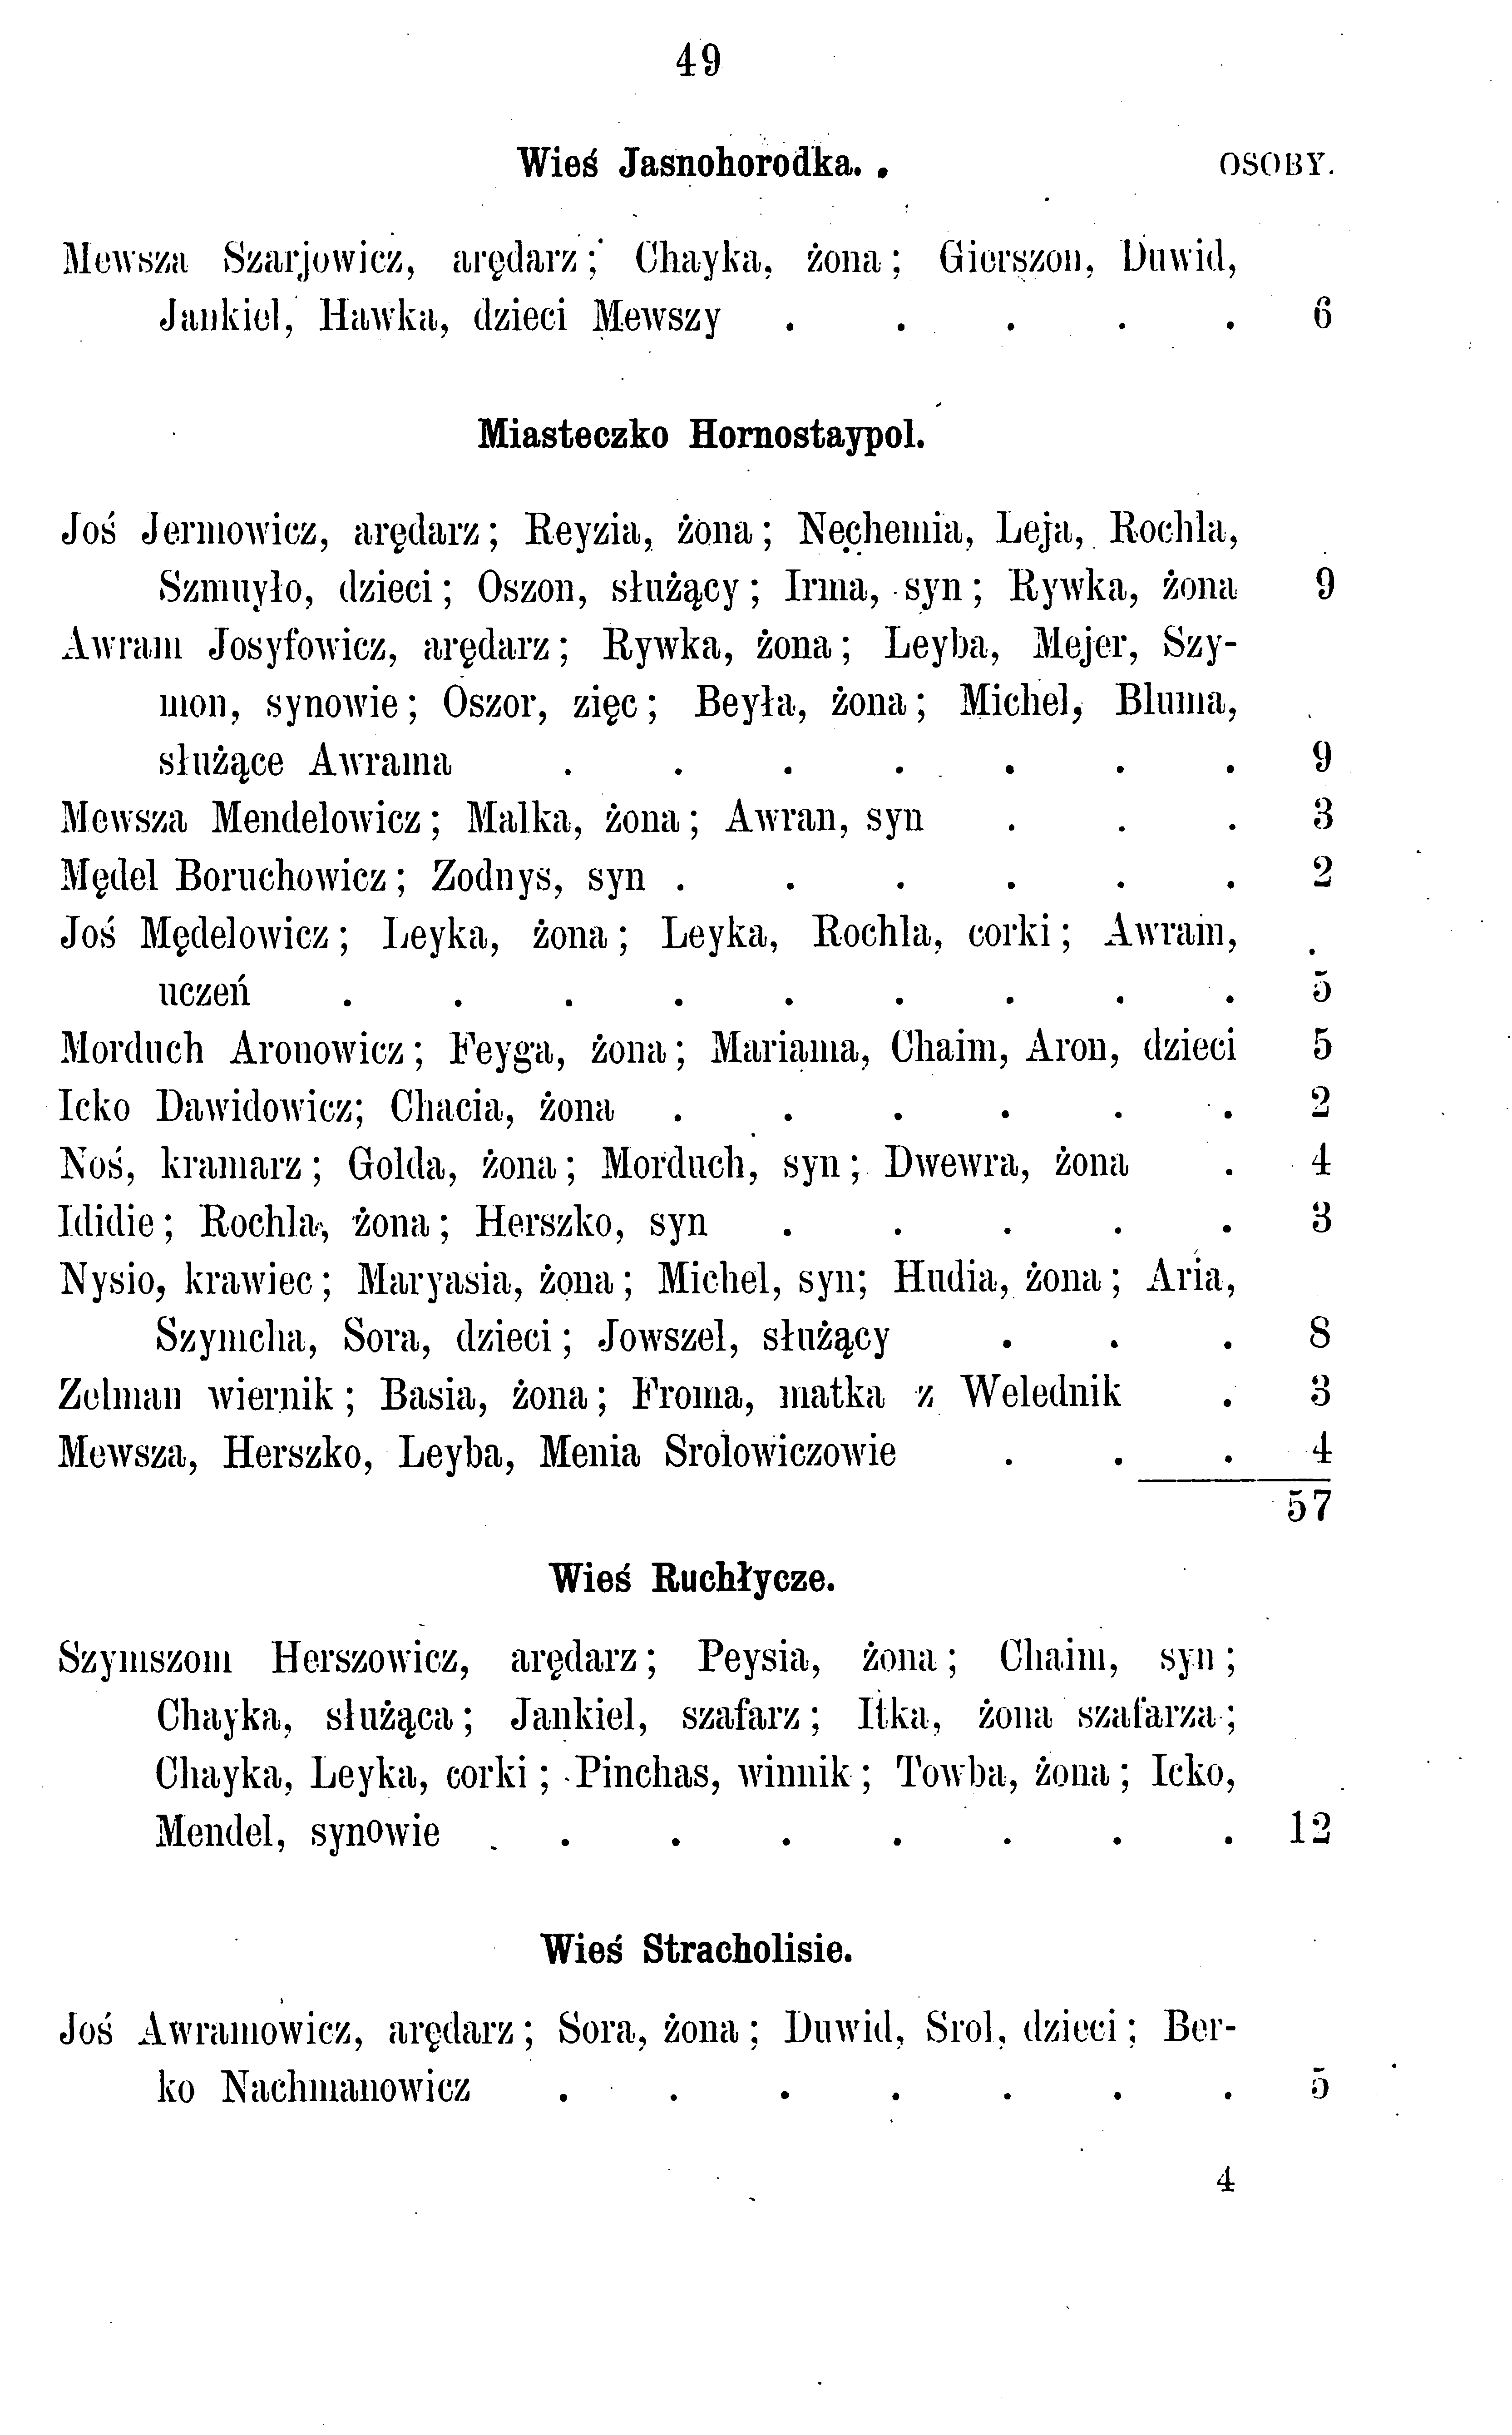 49
Wieś Jasnohorodka. . OSOBY.
Mewsza Szarjowicz, arędarz; Chayka, żona; Gierszon, Duwid,
Jankiel, Hawka, dzieci Mewszy . . . . . 6
Miasteczko Hornostaypol.
Joś Jermowicz, arędarz; Reyzia, żona; Nechemia, Leja, Rochla,
Szmuyło, dzieci; Oszon, służący; Irma, syn; Rywka, żona 9
Awram Josyfowicz, arędarz; Rywka, żona; Leyba, Mejer, Szy-
mon, synowie; Oszor, zięc; Beyła, żona; Michel, Bluma,
służące Awrama . . . . . . . 9
Mewsza Mendelowicz; Malka, żona; Awran, syn . . . 3
Mędel Boruchowicz; Zodnys, syn . . . . . . 2
Joś Mędelowicz; Leyka, żona; Leyka, Rochla, corki; Awram,
uczeń . . . . . . . . . 5
Morduch Aronowicz; Feyga, żona; Mariama, Chaim, Aron, dzieci 5
Icko Dawidowicz; Chacia, żona . . . . . . 2
Noś, kramarz; Golda, żona; Morduch, syn; Dwewra, żona . 4
Ididie; Rochla, żona; Herszko, syn . . . . . 3
Nysio, krawiec; Maryasia, żona; Michel, syn; Hudia, żona; Aria,
Szymcha, Sora, dzieci; Jowszel, służący . . . 8
Zelman wiernik; Basia, żona; Froma, matka z Welednik . 3
Mewsza, Herszko, Leyba, Menia Srolowiczowie . . . 4
57
Wieś Ruchłycze.
Szymszom Herszowicz, arędarz; Peysia, żona; Chaim, syn;
Chayka, służąca; Jankiel, szafarz; Itka, żona szafarza;
Chayka, Leyka, corki; Pinchas, winnik; Towba, żona; Icko,
Mendel, synowie . . . . . . . . 12
Wieś Stracholisie.
Joś Awramowicz, arędarz; Sora, żona; Duwid, Srol, dzieci; Ber-
ko Nachmanowicz . . . . . . . 5
4